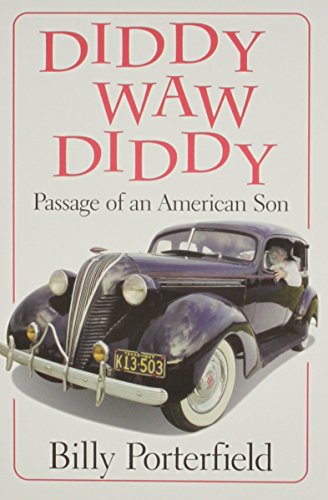 DIDDY
WAW
DIDDY
Passage of an American Son
K13-503
Billy Porterfield